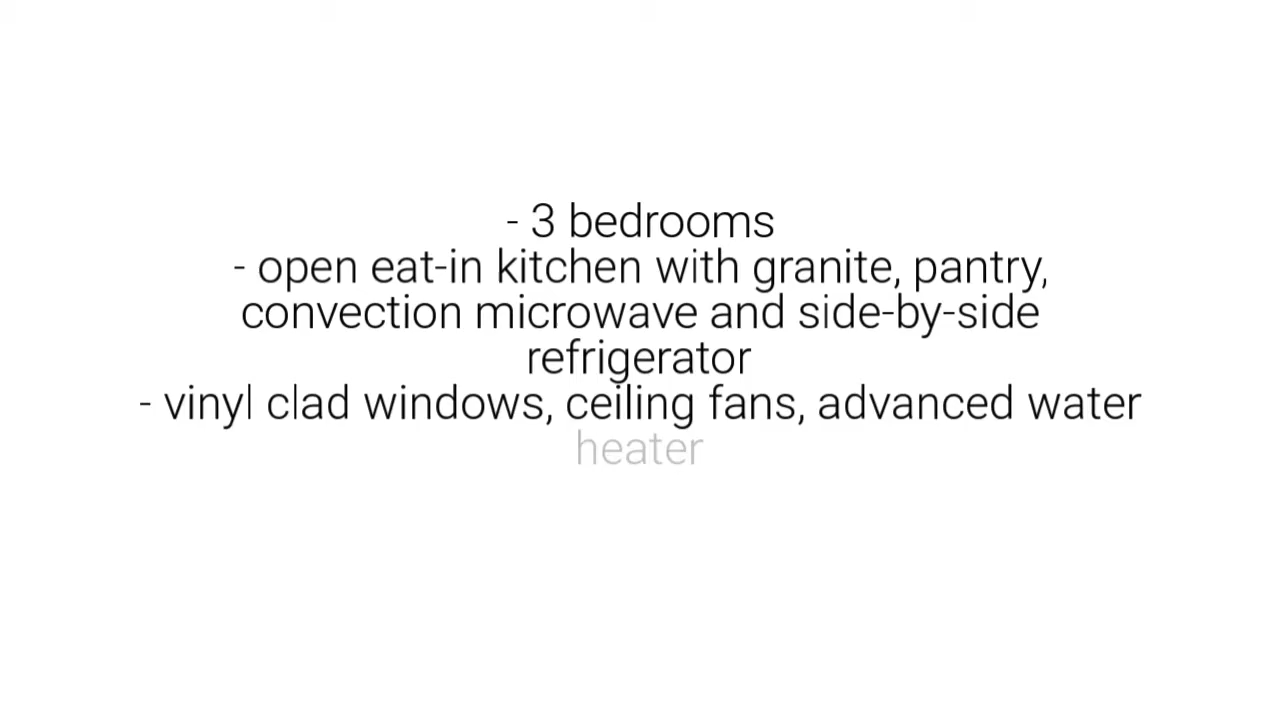 - 3 bedrooms
- open eat-in kitchen with granite, pantry,
convection microwave and side-by-side
refrigerator
- vinyl clad windows, ceiling fans, advanced water
heater